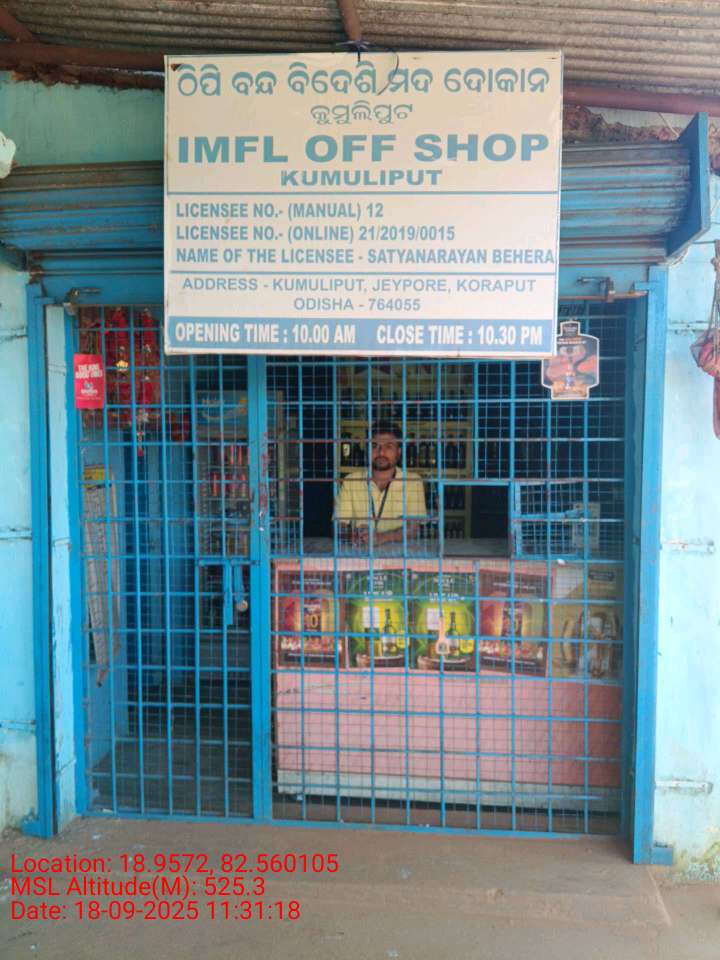 ଚିପି ବନ୍ଦ ବିଦେଶି ମଦ ଦୋକାନ
କୁମୁଲିପୁଟ
IMFL OFF SHOP
KUMULIPUT
LICENSEE NO.- (MANUAL) 12
LICENSEE NO.- (ONLINE) 21/2019/0015
NAME OF THE LICENSEE - SATYANARAYAN BEHERA
ADDRESS - KUMULIPUT, JEYPORE, KORAPUT
ODISHA - 764055
OPENING TIME : 10.00 AM CLOSE TIME : 10.30 PM
Location: 18.9572, 82.560105
MSL Altitude(M): 525.3
Date: 18-09-2025 11:31:18